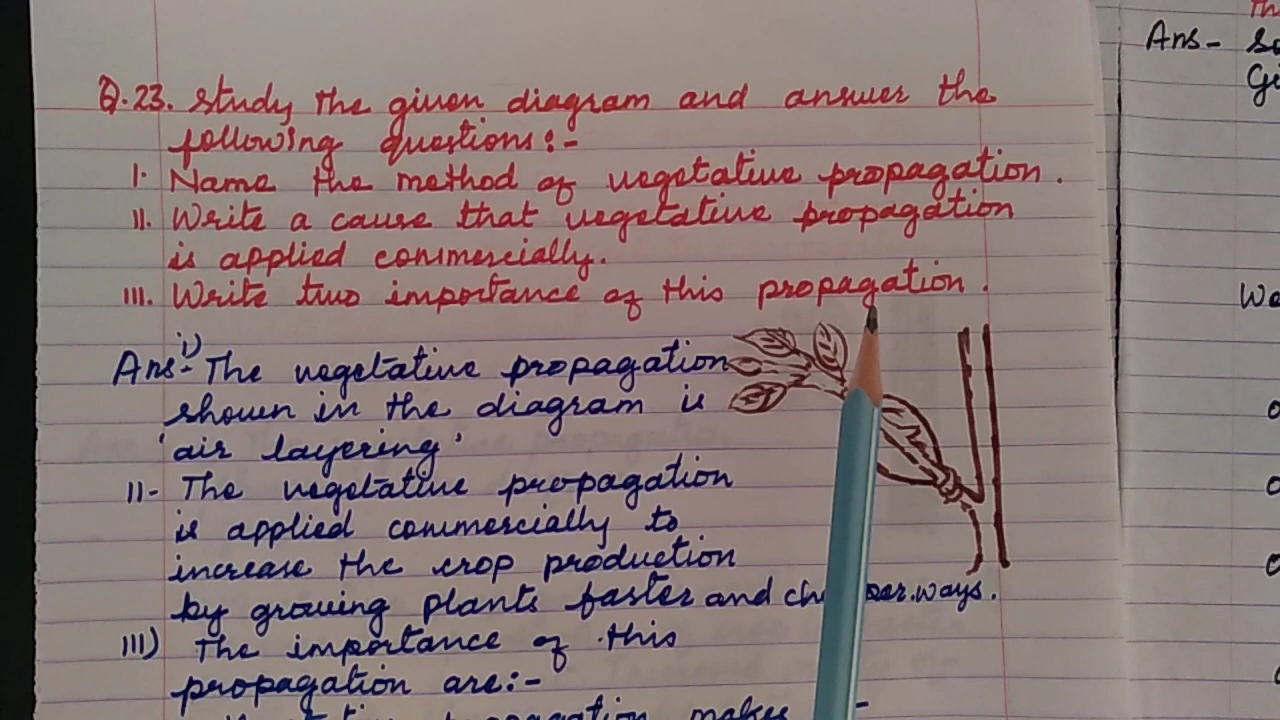 Q.23. Study the given diagram and answer the
following questions:-
I. Name the method of vegetative propagation.
II. Write a cause that vegetative propagation
is applied commercially.
III. Write two importance of this propagation.
Ans:- i) The vegetative propagation
shown in the diagram is
'air layering'
II- The vegetative propagation
is applied commercially to
increase the crop production
by growing plants faster and ways.
III) The importance of this
propagation are:-
propagation makes
Ans-